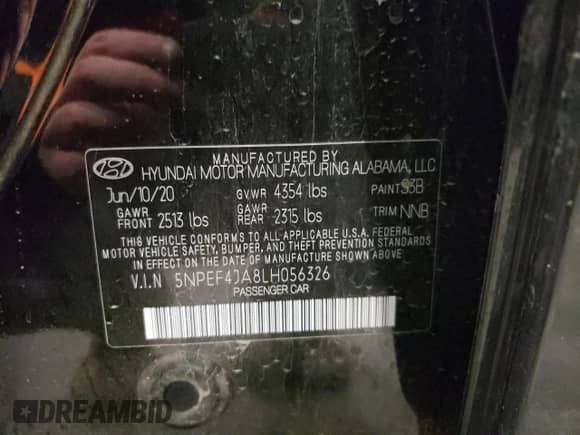 MANUFACTURED BY
HYUNDAI MOTOR MANUFACTURING ALABAMA, LLC
Jun/10/20 GVWR 4354 lbs PAINT S3B
GAWR FRONT 2513 lbs GAWR REAR 2315 lbs TRIM NNB
THIS VEHICLE CONFORMS TO ALL APPLICABLE U.S.A. FEDERAL
MOTOR VEHICLE SAFETY, BUMPER, AND THEFT PREVENTION STANDARDS
IN EFFECT ON THE DATE OF MANUFACTURE SHOWN ABOVE.
V.I.N 5NPEF4JA8LH056326
PASSENGER CAR
DREAMBID